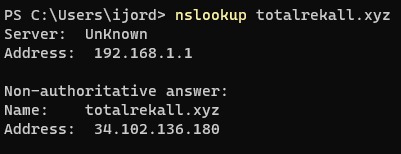 PS C:\Users\ijord> nslookup totalrekall.xyz
Server:  UnKnown
Address:  192.168.1.1

Non-authoritative answer:
Name:    totalrekall.xyz
Address:  34.102.136.180